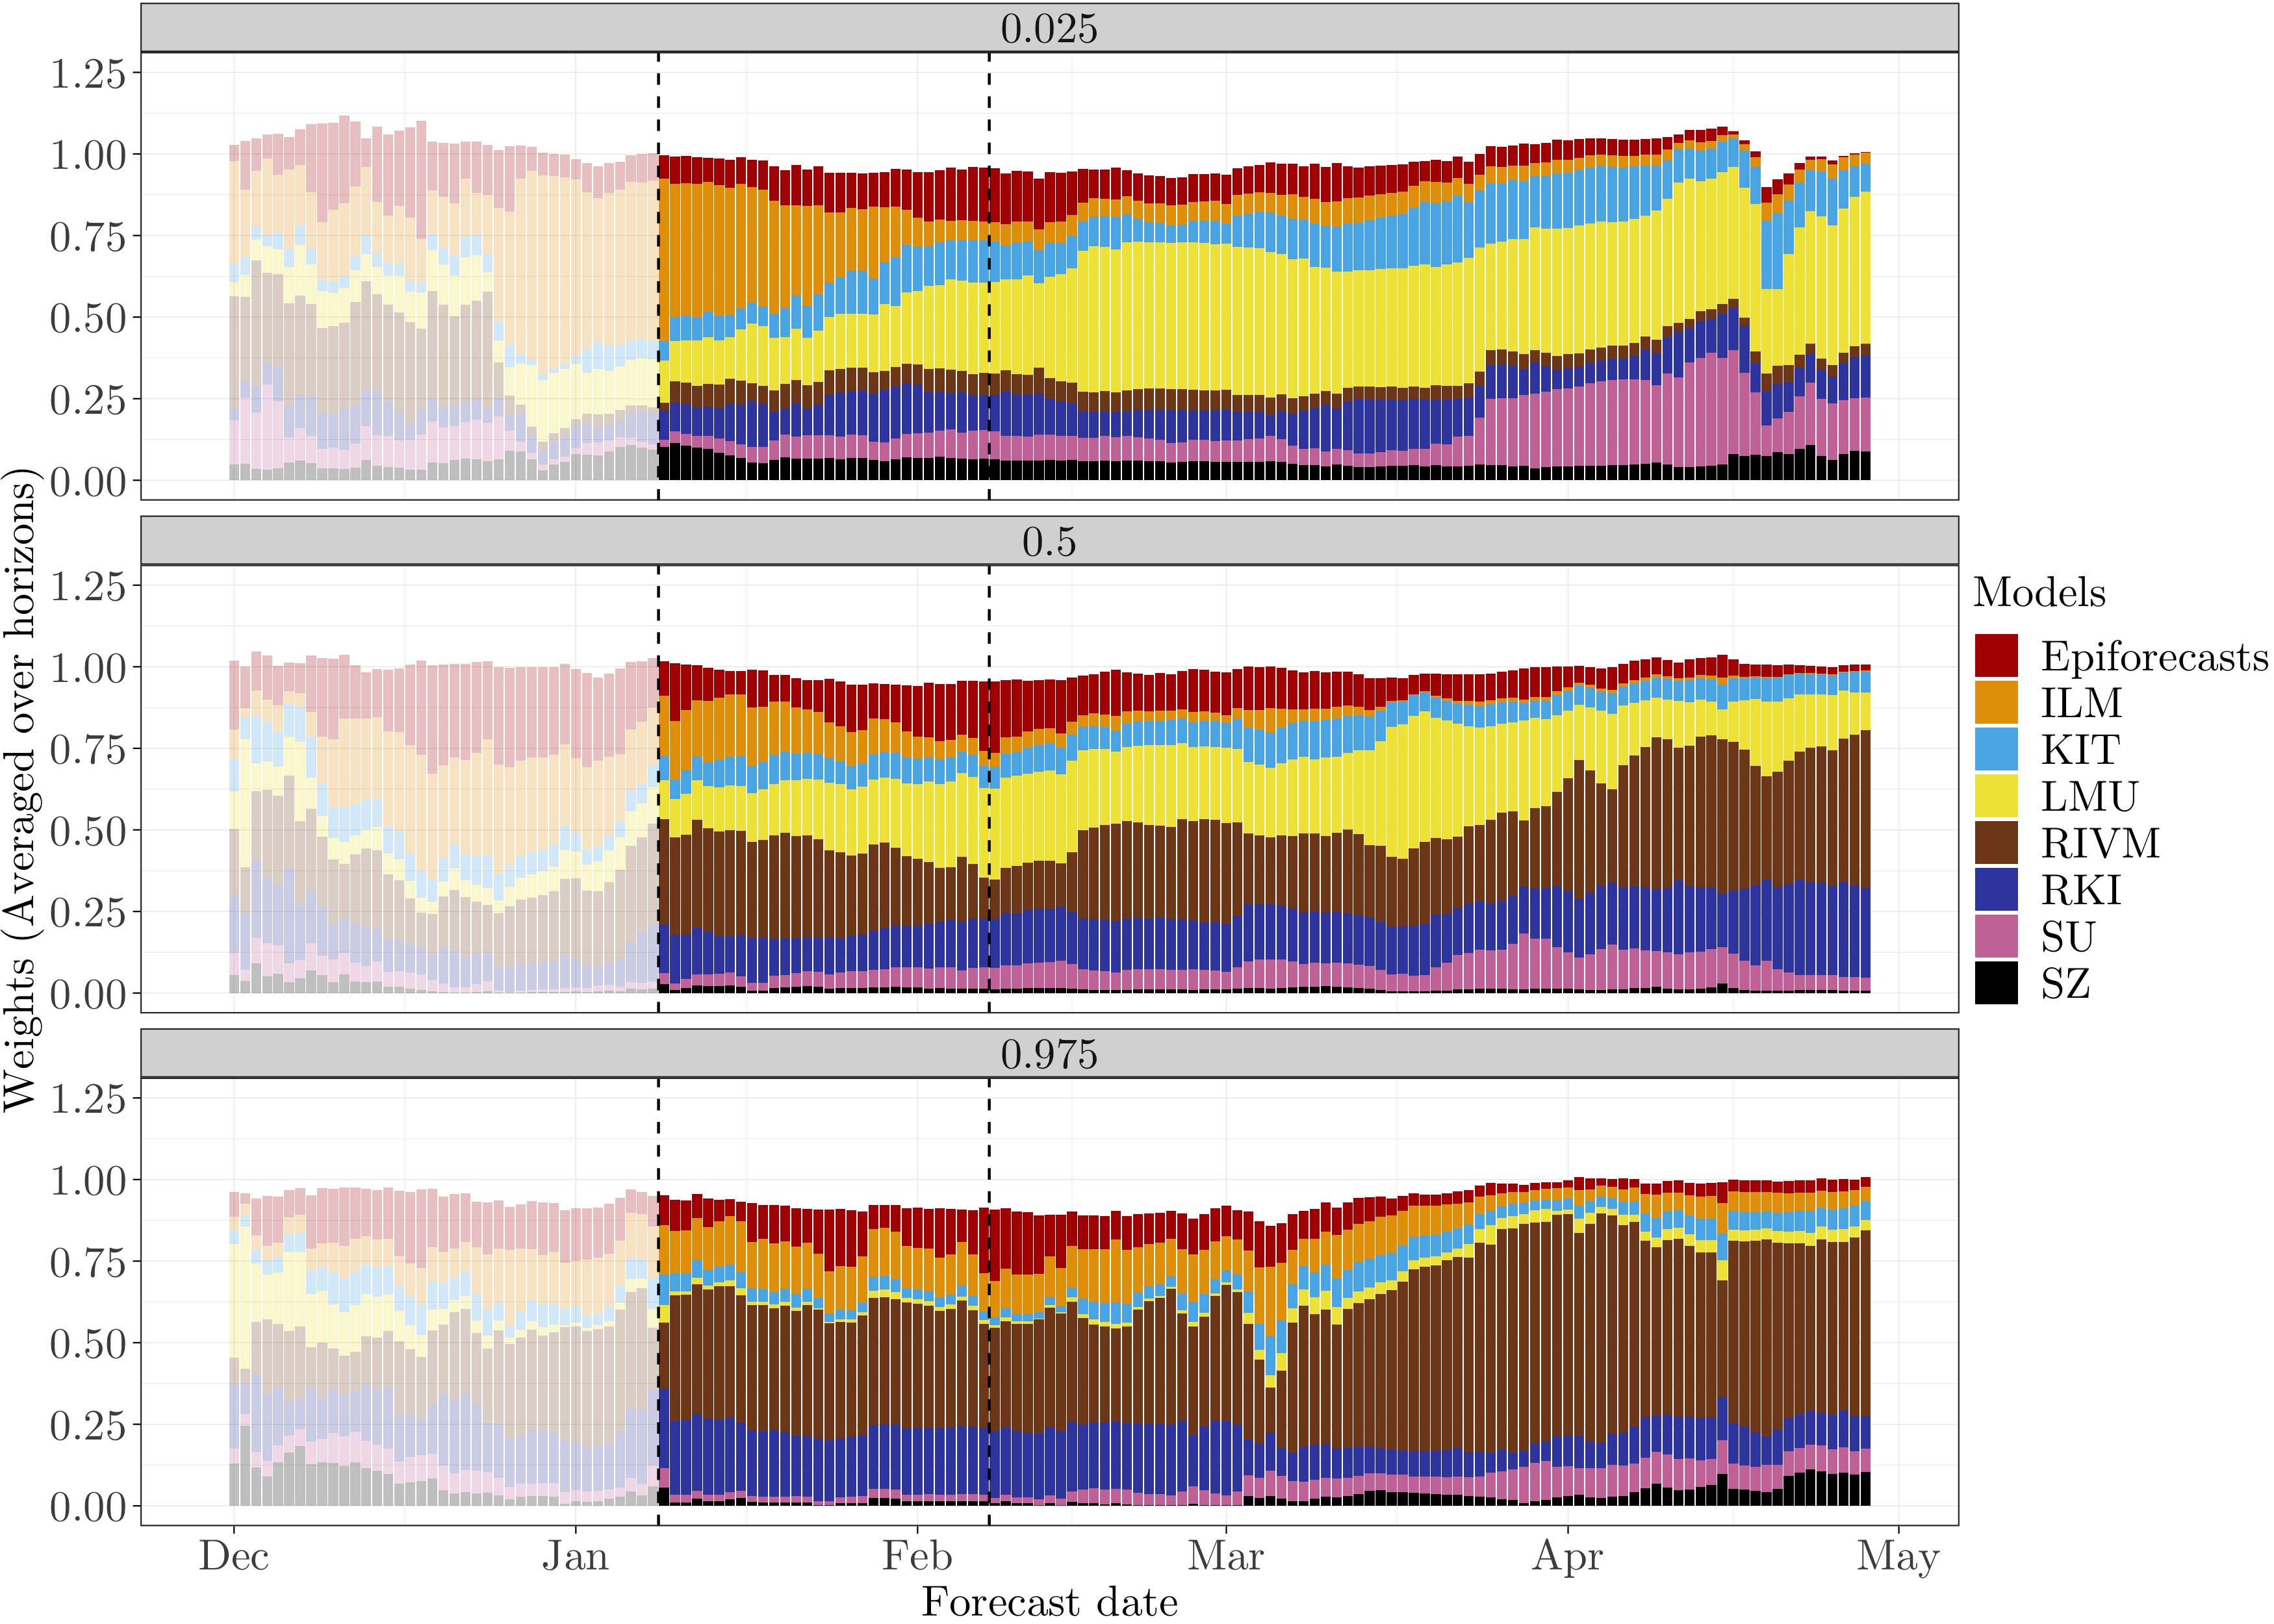 0.025
1.25
1.00
0.75
0.50
0.25
0.00
0.5
1.25
1.00
0.75
0.50
0.25
0.00
0.975
1.25
1.00
0.75
0.50
0.25
0.00
Dec Jan Feb Mar Apr May
Forecast date
Weights (Averaged over horizons)
Models
Epiforecasts
ILM
KIT
LMU
RIVM
RKI
SU
SZ